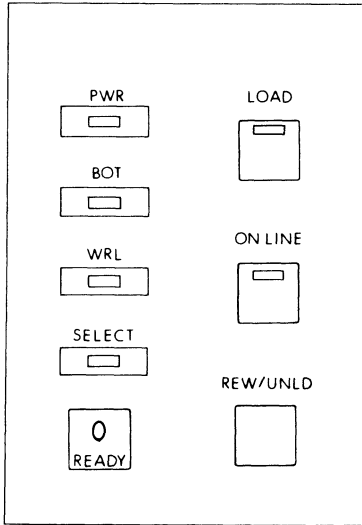 PWR
LOAD
BOT
WRL
ON LINE
SELECT
REW/UNLD
0
READY